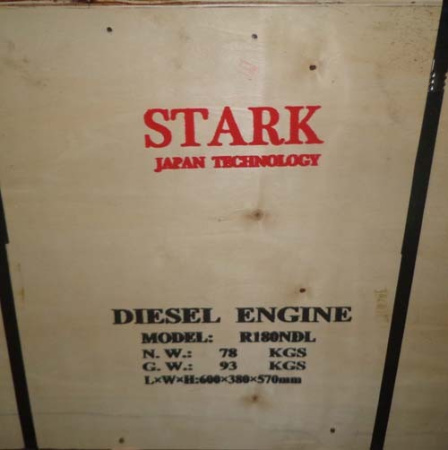 STARK
JAPAN TECHNOLOGY
DIESEL ENGINE
MODEL: R180NDL
N. W.: 78 KGS
G. W.: 93 KGS
L×W×H:600×380×570mm